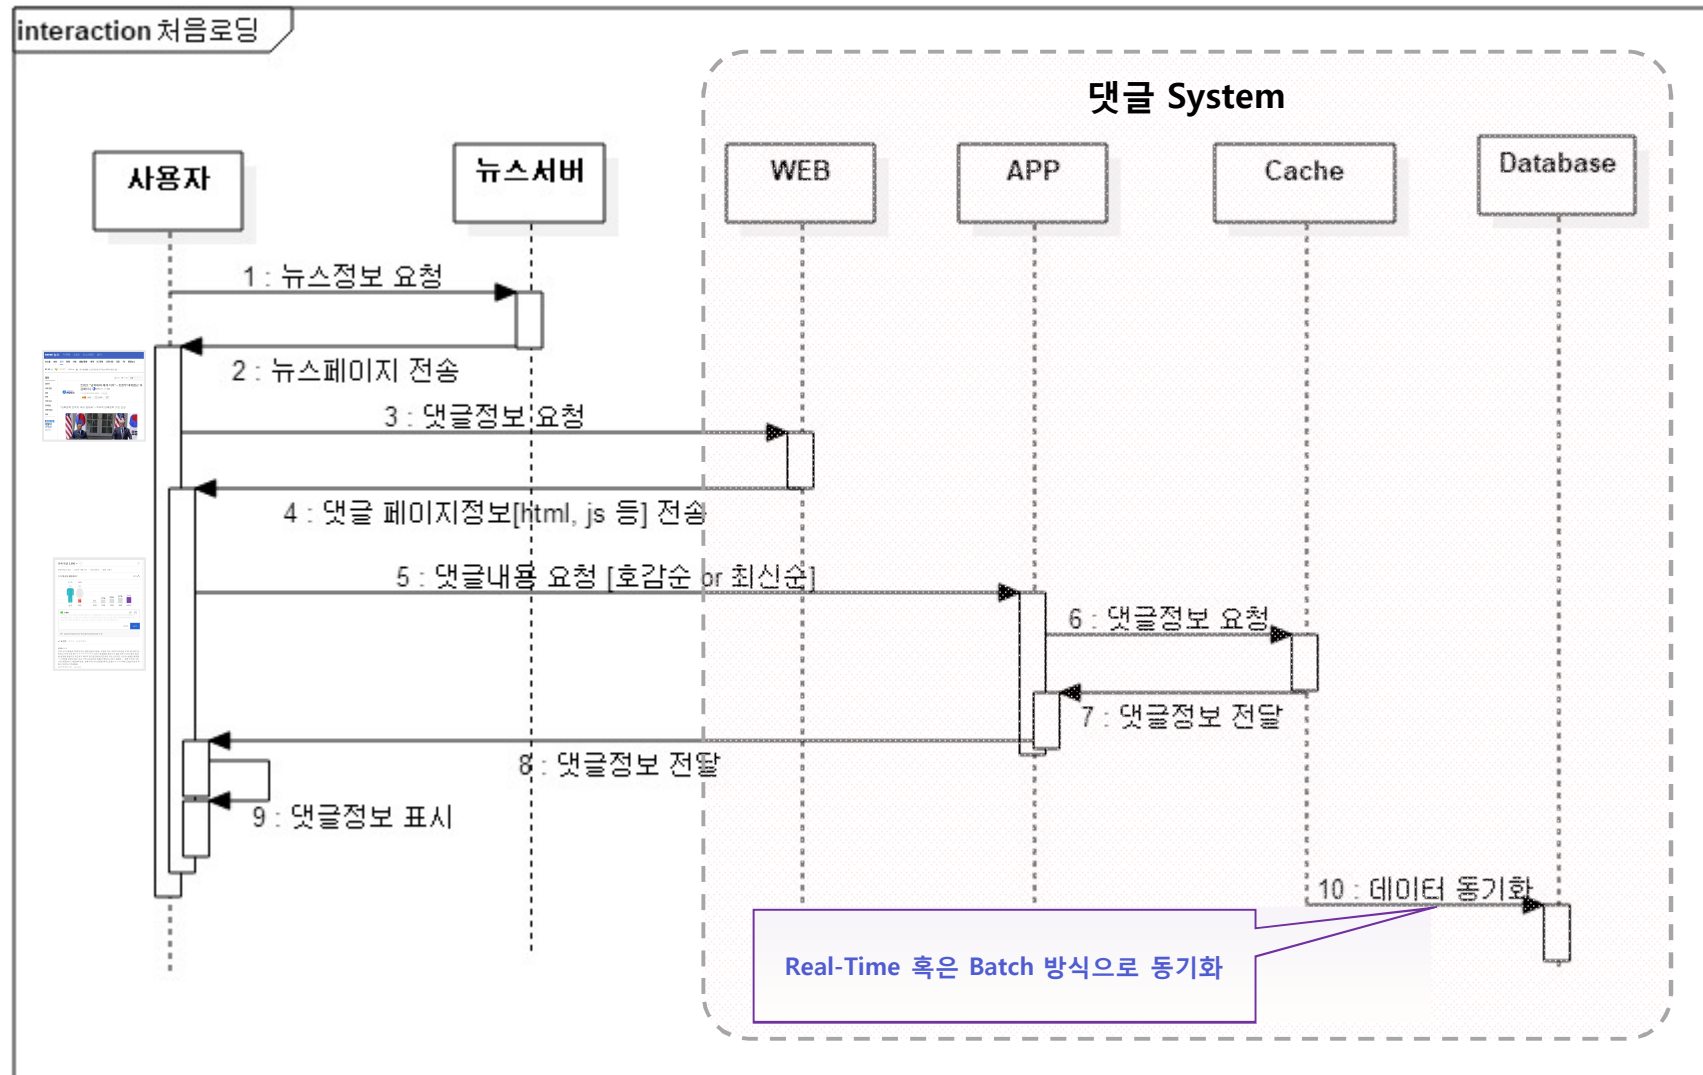 interaction 처음로딩
댓글 System
사용자
뉴스서버
WEB
APP
Cache
Database
1 : 뉴스정보 요청
2 : 뉴스페이지 전송
3 : 댓글정보 요청
4 : 댓글 페이지정보[html, js 등] 전송
5 : 댓글내용 요청 [호감순 or 최신순]
6 : 댓글정보 요청
7 : 댓글정보 전달
8 : 댓글정보 전달
9 : 댓글정보 표시
10 : 데이터 동기화
Real-Time 혹은 Batch 방식으로 동기화